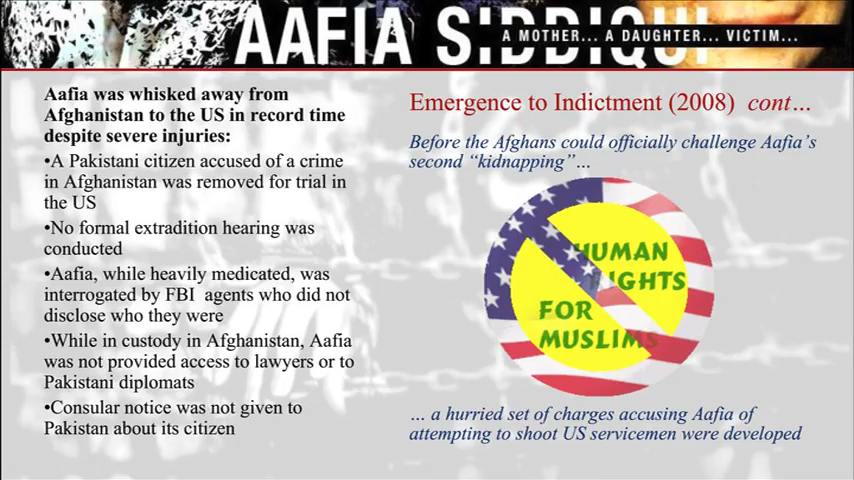 AAFIA SIDDIQUI
A MOTHER... A DAUGHTER... VICTIM...
Aafia was whisked away from
Afghanistan to the US in record time
despite severe injuries:
•A Pakistani citizen accused of a crime
in Afghanistan was removed for trial in
the US
•No formal extradition hearing was
conducted
•Aafia, while heavily medicated, was
interrogated by FBI agents who did not
disclose who they were
•While in custody in Afghanistan, Aafia
was not provided access to lawyers or to
Pakistani diplomats
•Consular notice was not given to
Pakistan about its citizen
Emergence to Indictment (2008) cont…
Before the Afghans could officially challenge Aafia’s
second “kidnapping”…
HUMAN
RIGHTS
FOR
MUSLIMS
… a hurried set of charges accusing Aafia of
attempting to shoot US servicemen were developed